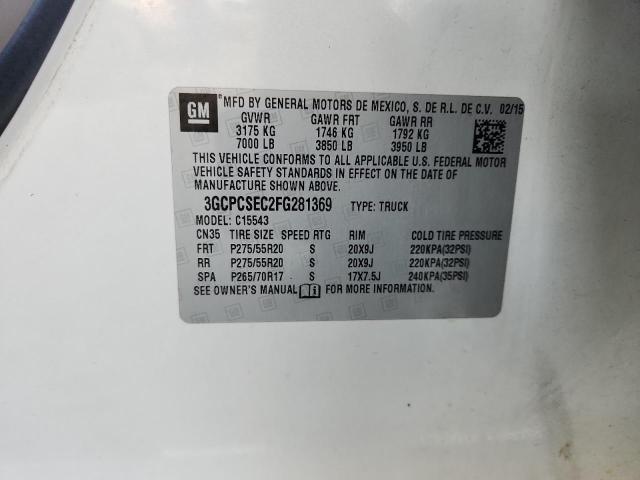 GM
MFD BY GENERAL MOTORS DE MEXICO, S. DE R.L. DE C.V. 02/15
GVWR GAWR FRT GAWR RR
3175 KG 1746 KG 1792 KG
7000 LB 3850 LB 3950 LB
THIS VEHICLE CONFORMS TO ALL APPLICABLE U.S. FEDERAL MOTOR
VEHICLE SAFETY STANDARDS IN EFFECT ON THE DATE OF
MANUFACTURE SHOWN ABOVE.
3GCPCSEC2FG281369 TYPE: TRUCK
MODEL: C15543
CN35 TIRE SIZE SPEED RTG RIM COLD TIRE PRESSURE
FRT P275/55R20 S 20X9J 220KPA(32PSI)
RR P275/55R20 S 20X9J 220KPA(32PSI)
SPA P265/70R17 S 17X7.5J 240KPA(35PSI)
SEE OWNER'S MANUAL FOR MORE INFORMATION.